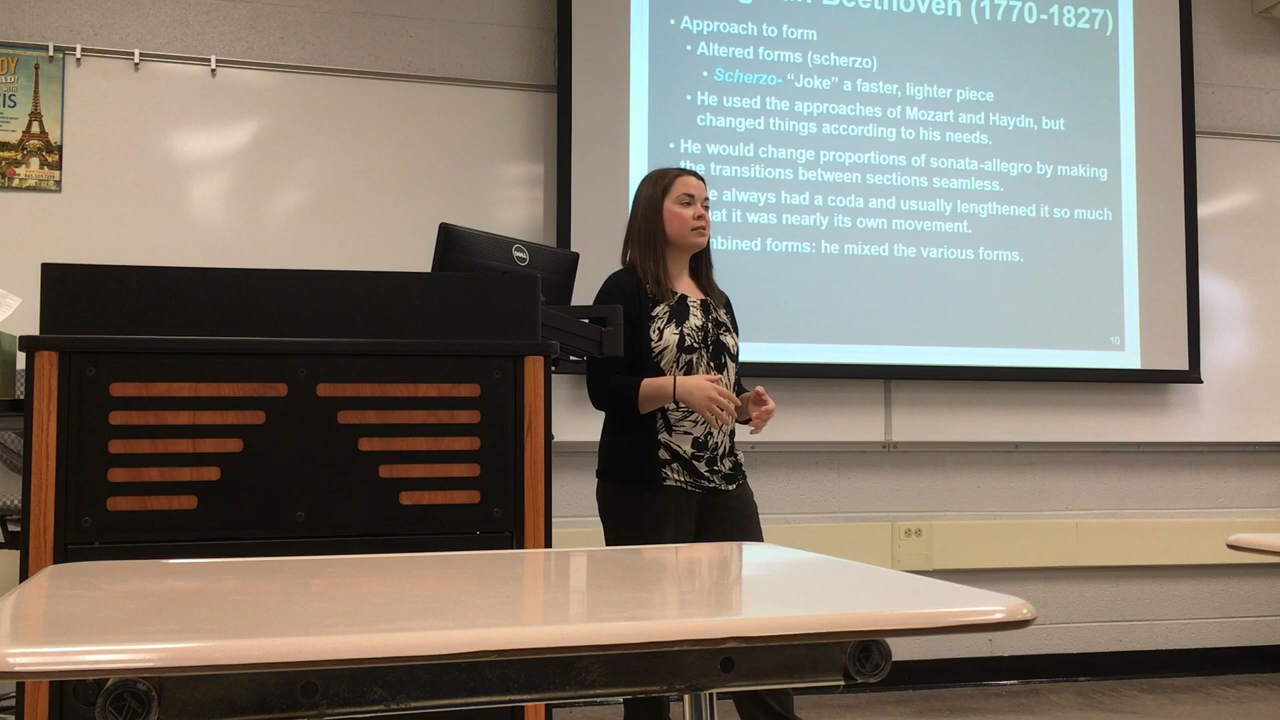 Beethoven (1770-1827)
• Approach to form
• Altered forms (scherzo)
• Scherzo- “Joke” a faster, lighter piece
• He used the approaches of Mozart and Haydn, but
changed things according to his needs.
• He would change proportions of sonata-allegro by making
the transitions between sections seamless.
always had a coda and usually lengthened it so much
it was nearly its own movement.
forms: he mixed the various forms.
10
DELL